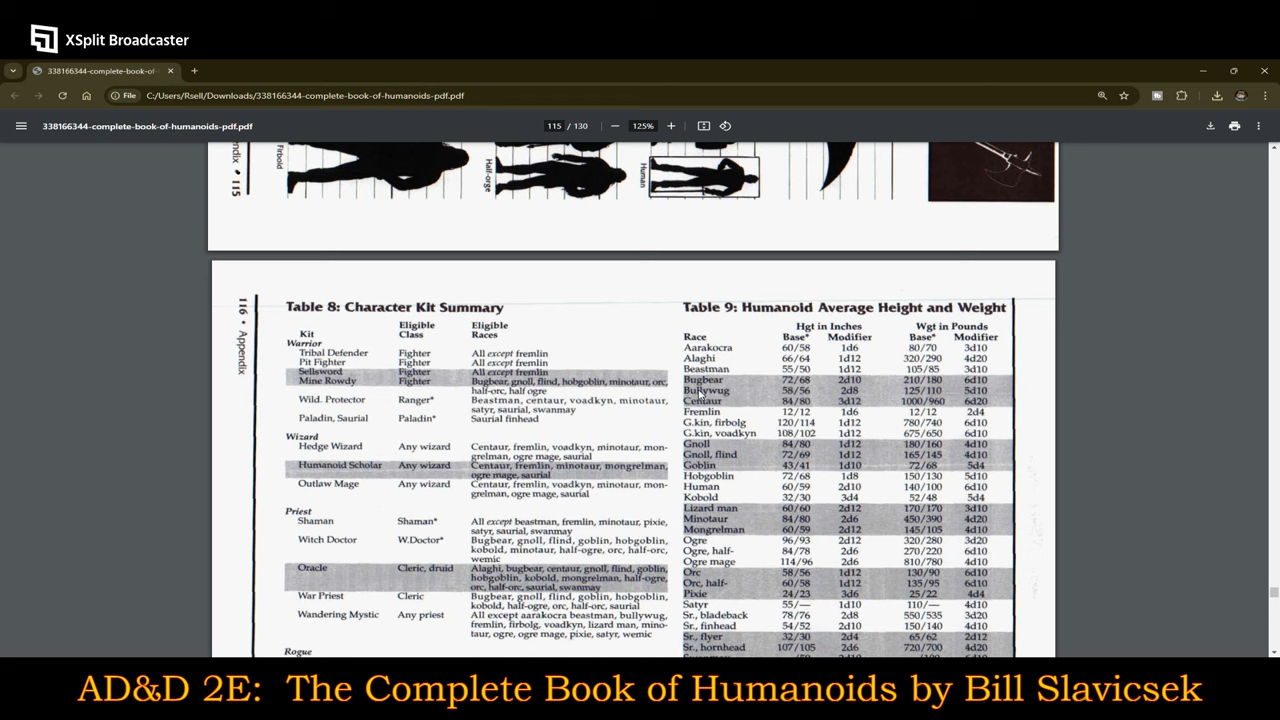 XSplit Broadcaster
338166344-complete-book-of-
File C:/Users/Rsell/Downloads/338166344-complete-book-of-humanoids-pdf.pdf
338166344-complete-book-of-humanoids-pdf.pdf
115 / 130
125%
115
Firbolg
Half-ogre
Human
116 • Appendix
Table 8: Character Kit Summary
Kit Eligible Class Eligible Races
Warrior
Tribal Defender Fighter All except fremlin
Pit Fighter Fighter All except fremlin
Sellsword Fighter All except fremlin
Mine Rowdy Fighter Bugbear, gnoll, flind, hobgoblin, minotaur, orc,
half-orc, half ogre
Wild. Protector Ranger* Beastman, centaur, voadkyn, minotaur,
satyr, saurial, swanmay
Paladin, Saurial Paladin* Saurial finhead
Wizard
Hedge Wizard Any wizard Centaur, fremlin, voadkyn, minotaur, mon-
grelman, ogre mage, saurial
Humanoid Scholar Any wizard Centaur, fremlin, minotaur, mongrelman,
ogre mage, saurial
Outlaw Mage Any wizard Centaur, fremlin, voadkyn, minotaur, mon-
grelman, ogre mage, saurial
Priest
Shaman Shaman* All except beastman, fremlin, minotaur, pixie,
satyr, saurial, swanmay
Witch Doctor W.Doctor* Bugbear, gnoll, flind, goblin, hobgoblin,
kobold, minotaur, half-ogre, orc, half-orc,
wemic
Oracle Cleric, druid Alaghi, bugbear, centaur, gnoll, flind, goblin,
hobgoblin, kobold, mongrelman, half-ogre,
orc, half-orc, saurial, swanmay
War Priest Cleric Bugbear, gnoll, flind, goblin, hobgoblin,
kobold, half-ogre, orc, half-orc, saurial
Wandering Mystic Any priest All except aarakocra beastman, bullywug,
fremlin, firbolg, voadkyn, lizard man, mino-
taur, ogre, ogre mage, pixie, satyr, wemic
Rogue
Table 9: Humanoid Average Height and Weight
Hgt in Inches Wgt in Pounds
Race Base* Modifier Base* Modifier
Aarakocra 60/58 1d6 80/70 3d10
Alaghi 66/64 1d12 320/290 4d20
Beastman 55/50 1d12 105/85 3d10
Bugbear 72/68 2d10 210/180 6d10
Bullywug 58/56 2d8 125/110 5d10
Centaur 84/80 3d12 1000/960 6d20
Fremlin 12/12 1d6 12/12 2d4
G.kin, firbolg 120/114 1d12 780/740 6d10
G.kin, voadkyn 108/102 1d12 675/650 6d10
Gnoll 84/80 1d12 180/160 4d10
Gnoll, flind 72/69 1d12 165/145 4d10
Goblin 43/41 1d10 72/68 5d4
Hobgoblin 72/68 1d8 150/130 5d10
Human 60/59 2d10 140/100 6d10
Kobold 32/30 3d4 52/48 5d4
Lizard man 60/60 2d12 170/170 3d10
Minotaur 84/80 2d6 450/390 4d20
Mongrelman 60/59 2d12 145/105 4d10
Ogre 96/93 2d12 320/280 3d20
Ogre, half- 84/78 2d6 270/220 6d10
Ogre mage 114/96 2d6 810/780 4d10
Orc 58/56 1d12 130/90 6d10
Orc, half- 60/58 1d12 135/95 6d10
Pixie 24/23 3d6 25/22 4d4
Satyr 55/— 1d10 110/— 4d10
Sr., bladeback 78/76 2d8 550/535 3d20
Sr., finhead 54/52 2d10 150/140 4d10
Sr., flyer 32/30 2d4 65/62 2d12
Sr., hornhead 107/105 2d6 720/700 4d10
AD&D 2E: The Complete Book of Humanoids by Bill Slavicsek